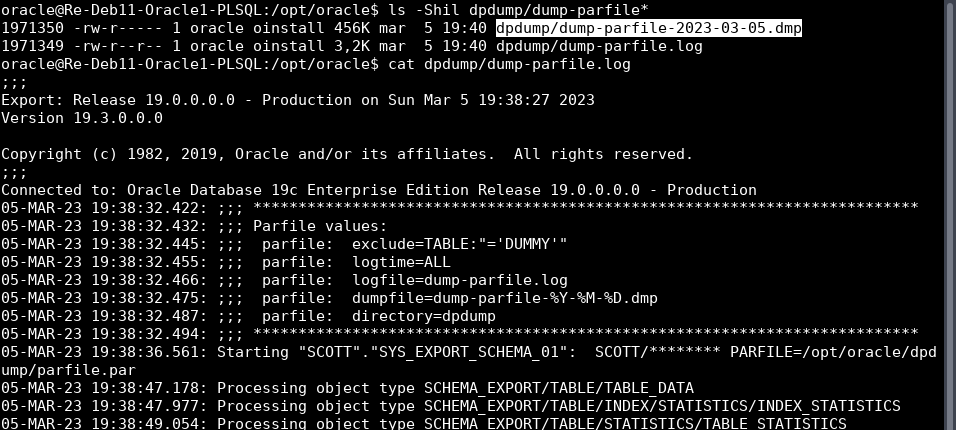 oracle@Re-Deb11-Oracle1-PLSQL:/opt/oracle$ ls -Shil dpdump/dump-parfile*
1971350 -rw-r----- 1 oracle oinstall 456K mar  5 19:40 dpdump/dump-parfile-2023-03-05.dmp
1971349 -rw-r--r-- 1 oracle oinstall 3,2K mar  5 19:40 dpdump/dump-parfile.log
oracle@Re-Deb11-Oracle1-PLSQL:/opt/oracle$ cat dpdump/dump-parfile.log
;;;
Export: Release 19.0.0.0.0 - Production on Sun Mar 5 19:38:27 2023
Version 19.3.0.0.0
Copyright (c) 1982, 2019, Oracle and/or its affiliates.  All rights reserved.
;;;
Connected to: Oracle Database 19c Enterprise Edition Release 19.0.0.0.0 - Production
05-MAR-23 19:38:32.422: ;;; **************************************************************************
05-MAR-23 19:38:32.432: ;;; Parfile values:
05-MAR-23 19:38:32.445: ;;;  parfile:  exclude=TABLE:"='DUMMY'"
05-MAR-23 19:38:32.455: ;;;  parfile:  logtime=ALL
05-MAR-23 19:38:32.466: ;;;  parfile:  logfile=dump-parfile.log
05-MAR-23 19:38:32.475: ;;;  parfile:  dumpfile=dump-parfile-%Y-%M-%D.dmp
05-MAR-23 19:38:32.487: ;;;  parfile:  directory=dpdump
05-MAR-23 19:38:32.494: ;;; **************************************************************************
05-MAR-23 19:38:36.561: Starting "SCOTT"."SYS_EXPORT_SCHEMA_01":  SCOTT/******** PARFILE=/opt/oracle/dpd
ump/parfile.par
05-MAR-23 19:38:47.178: Processing object type SCHEMA_EXPORT/TABLE/TABLE_DATA
05-MAR-23 19:38:47.977: Processing object type SCHEMA_EXPORT/TABLE/INDEX/STATISTICS/INDEX_STATISTICS
05-MAR-23 19:38:49.054: Processing object type SCHEMA_EXPORT/TABLE/STATISTICS/TABLE_STATISTICS